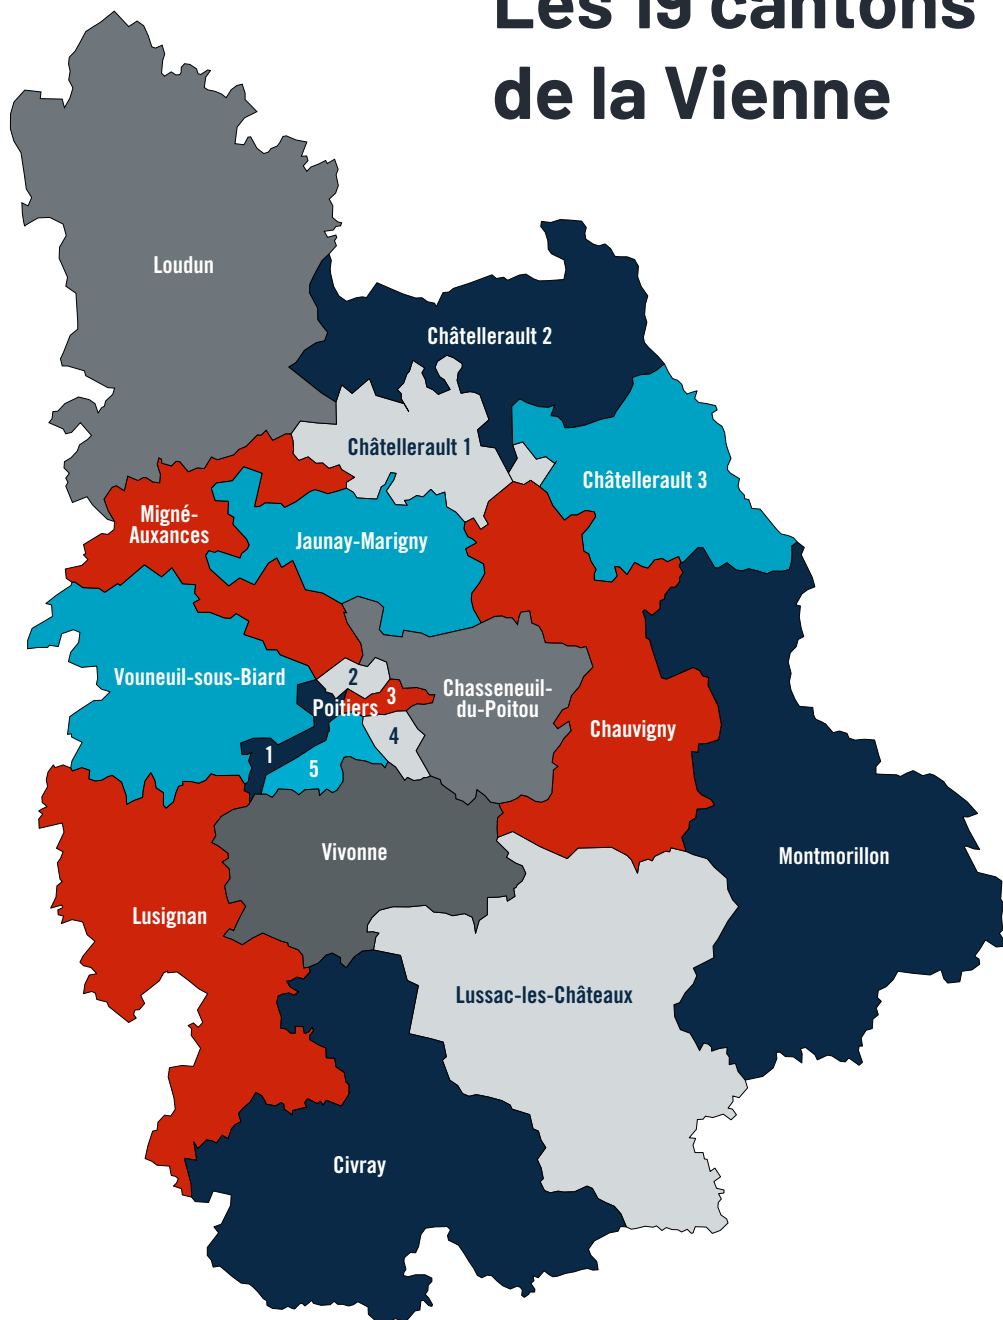 Les 19 cantons
de la Vienne
Loudun
Châtellerault 2
Châtellerault 1
Châtellerault 3
Migné-
Auxances
Jaunay-Marigny
Vouneuil-sous-Biard
2
Poitiers
3
Chasseneuil-
du-Poitou
Chauvigny
4
1
5
Vivonne
Montmorillon
Lusignan
Lussac-les-Châteaux
Civray